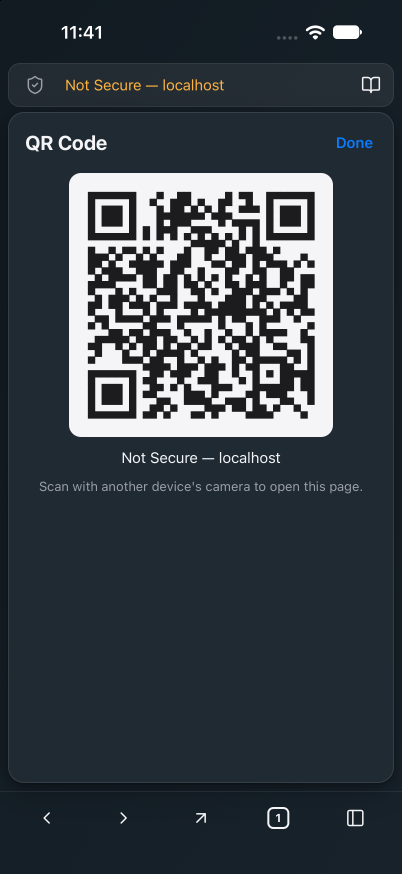 11:41
Not Secure — localhost
QR Code
Done
Not Secure — localhost
Scan with another device's camera to open this page.
1